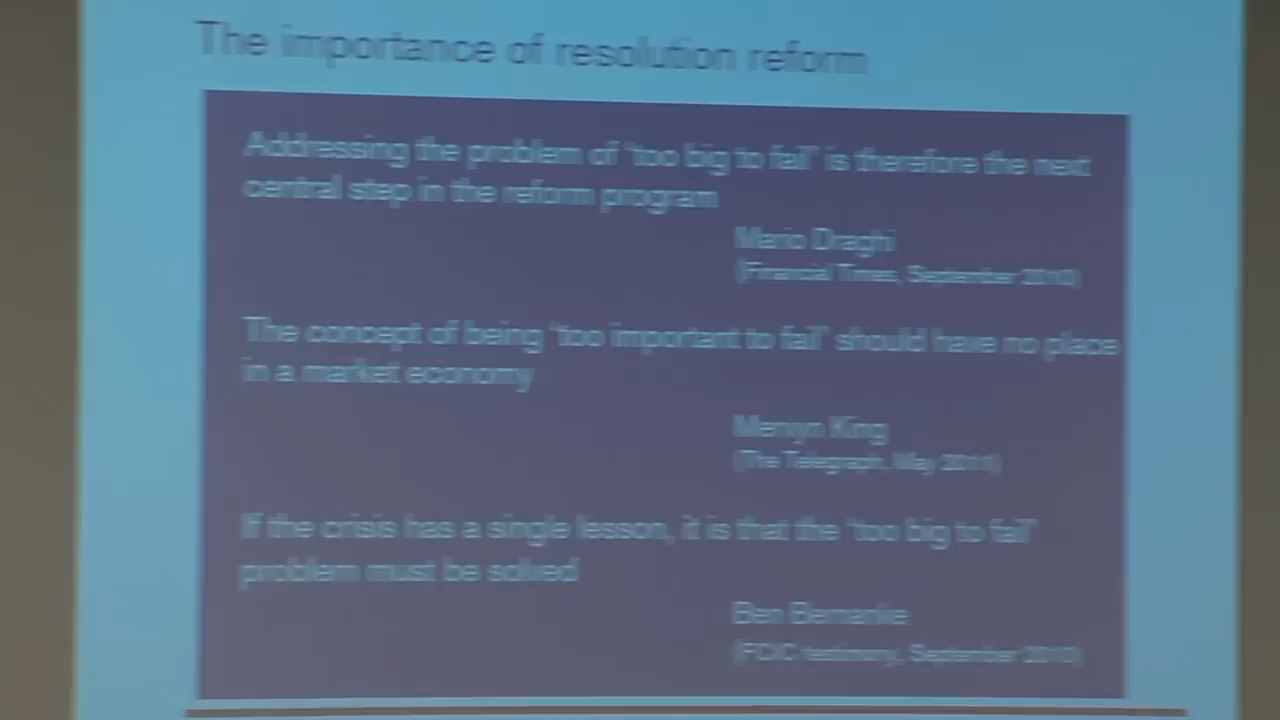 The importance of resolution reform
Addressing the problem of 'too big to fail' is therefore the next
central step in the reform program
Mario Draghi
(Financial Times, September 2010)
The concept of being 'too important to fail' should have no place
in a market economy
Mervyn King
(The Telegraph, May 2011)
If the crisis has a single lesson, it is that the 'too big to fail'
problem must be solved
Ben Bernanke
(FCIC testimony, September 2010)